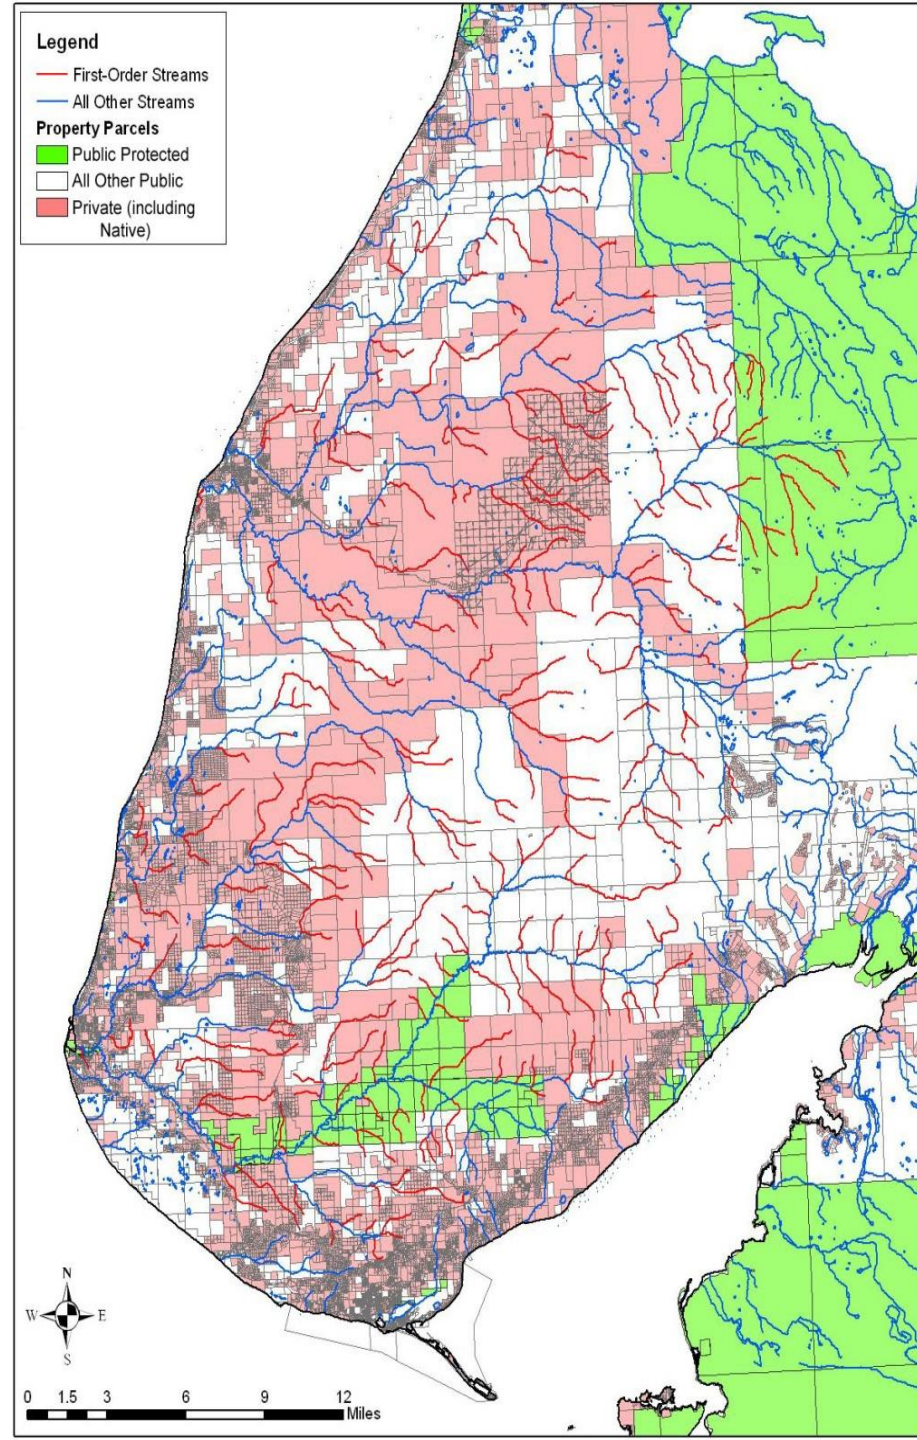 Legend
First-Order Streams
All Other Streams
Property Parcels
Public Protected
All Other Public
Private (including
Native)
N
W E
S
0 1.5 3 6 9 12
Miles